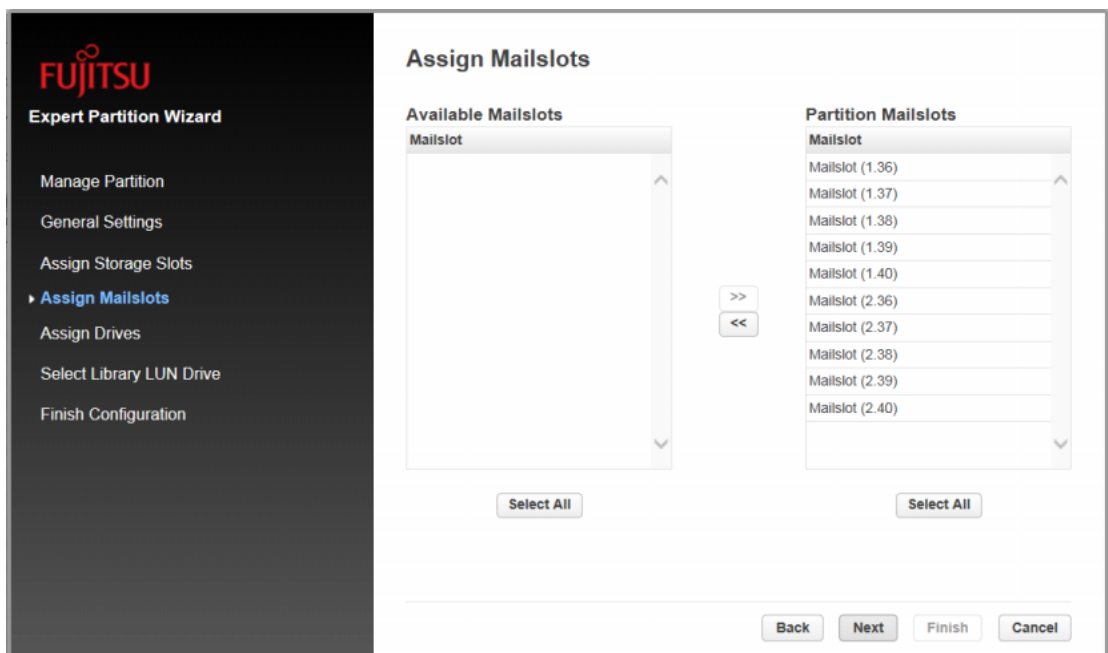 FUJITSU
Expert Partition Wizard
Manage Partition
General Settings
Assign Storage Slots
Assign Mailslots
Assign Drives
Select Library LUN Drive
Finish Configuration
Assign Mailslots
Available Mailslots
Mailslot
Select All
>>
<<
Partition Mailslots
Mailslot
Mailslot (1.36)
Mailslot (1.37)
Mailslot (1.38)
Mailslot (1.39)
Mailslot (1.40)
Mailslot (2.36)
Mailslot (2.37)
Mailslot (2.38)
Mailslot (2.39)
Mailslot (2.40)
Select All
Back Next Finish Cancel